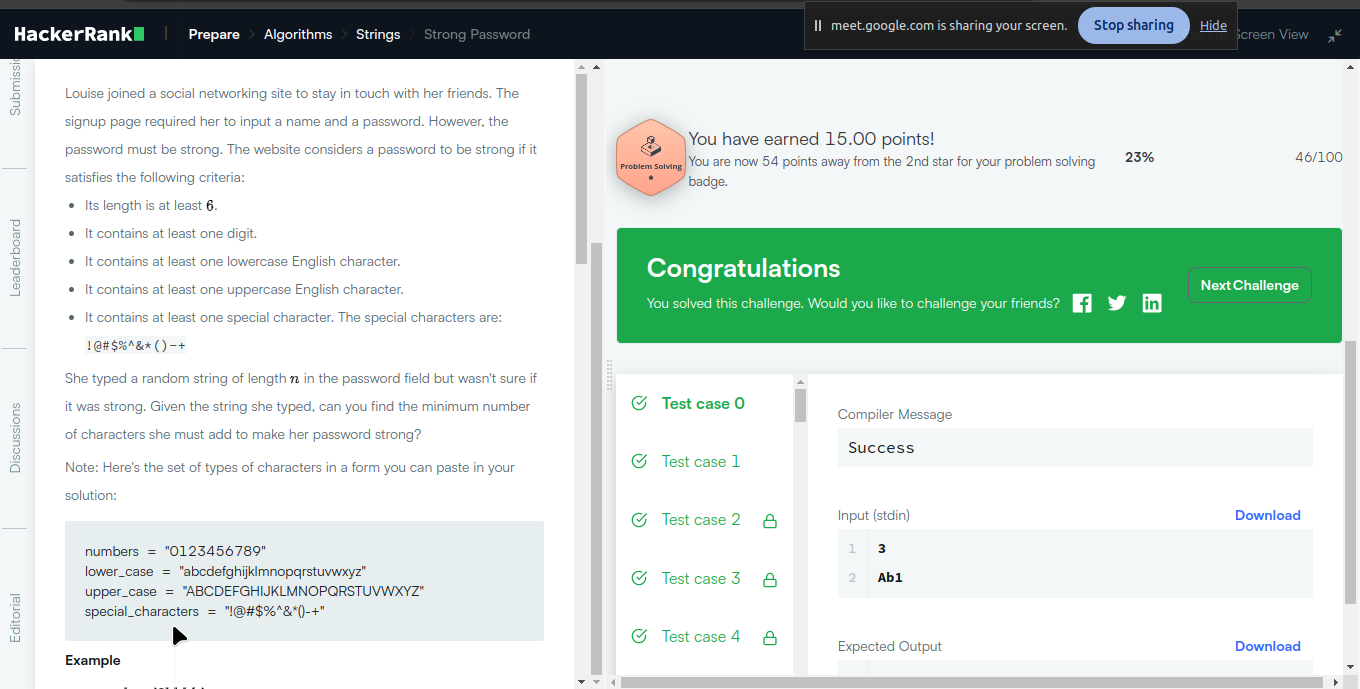 meet.google.com is sharing your screen. Stop sharing Hide
HackerRank Prepare Algorithms Strings Strong Password Screen View
Louise joined a social networking site to stay in touch with her friends. The
signup page required her to input a name and a password. However, the
password must be strong. The website considers a password to be strong if it
satisfies the following criteria:
• Its length is at least 6.
• It contains at least one digit.
• It contains at least one lowercase English character.
• It contains at least one uppercase English character.
• It contains at least one special character. The special characters are:
!@#$%^&*()-+
She typed a random string of length n in the password field but wasn't sure if
it was strong. Given the string she typed, can you find the minimum number
of characters she must add to make her password strong?
Note: Here's the set of types of characters in a form you can paste in your
solution:
numbers = "0123456789"
lower_case = "abcdefghijklmnopqrstuvwxyz"
upper_case = "ABCDEFGHIJKLMNOPQRSTUVWXYZ"
special_characters = "!@#$%^&*()-+"
Example
Leaderboard
Discussions
Editorial
Problem Solving
You have earned 15.00 points!
You are now 54 points away from the 2nd star for your problem solving
badge.
23%
46/100
Congratulations
You solved this challenge. Would you like to challenge your friends?
Next Challenge
Test case 0
Test case 1
Test case 2
Test case 3
Test case 4
Compiler Message
Success
Input (stdin) Download
1 3
2 Ab1
Expected Output Download